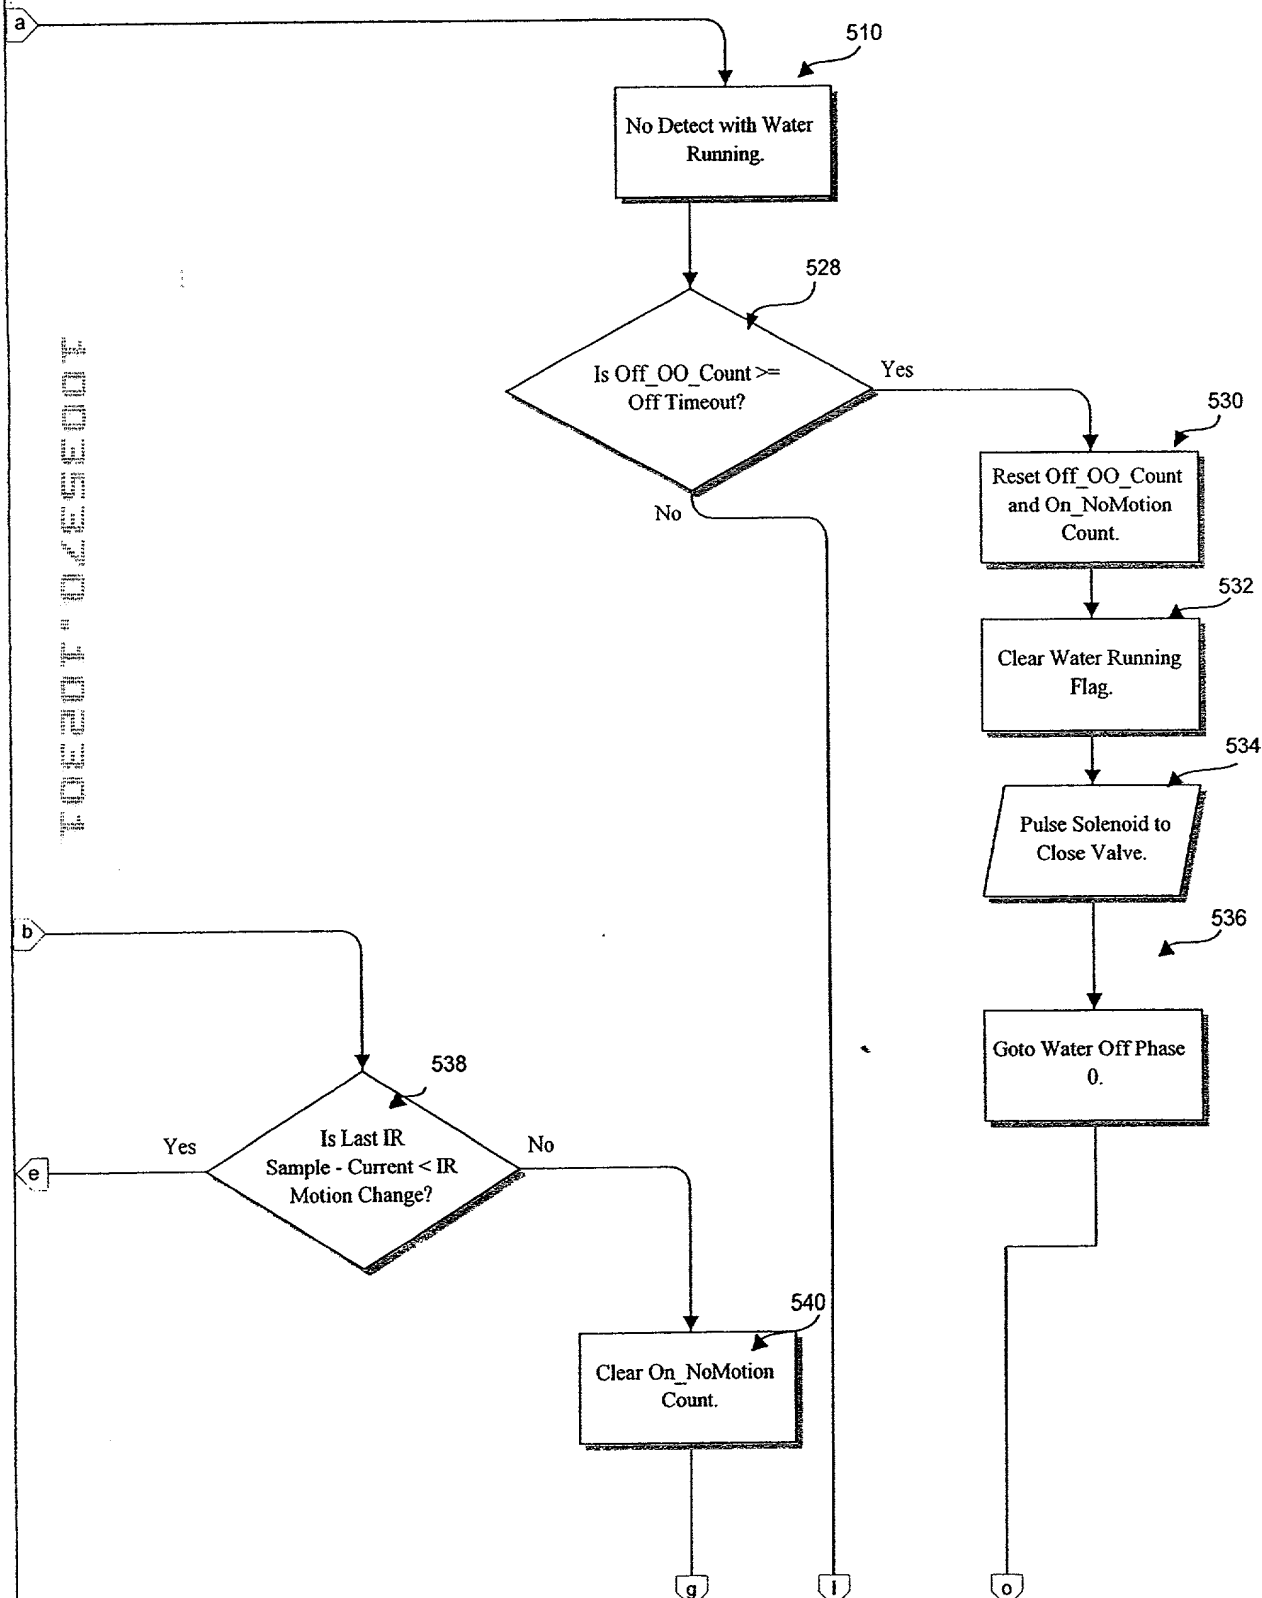 a
510
No Detect with Water
Running.
528
Is Off_OO_Count >=
Off Timeout?
Yes
No
530
Reset Off_OO_Count
and On_NoMotion
Count.
532
Clear Water Running
Flag.
534
Pulse Solenoid to
Close Valve.
536
Goto Water Off Phase
0.
b
538
Is Last IR
Sample - Current < IR
Motion Change?
Yes
No
e
540
Clear On_NoMotion
Count.
g
o